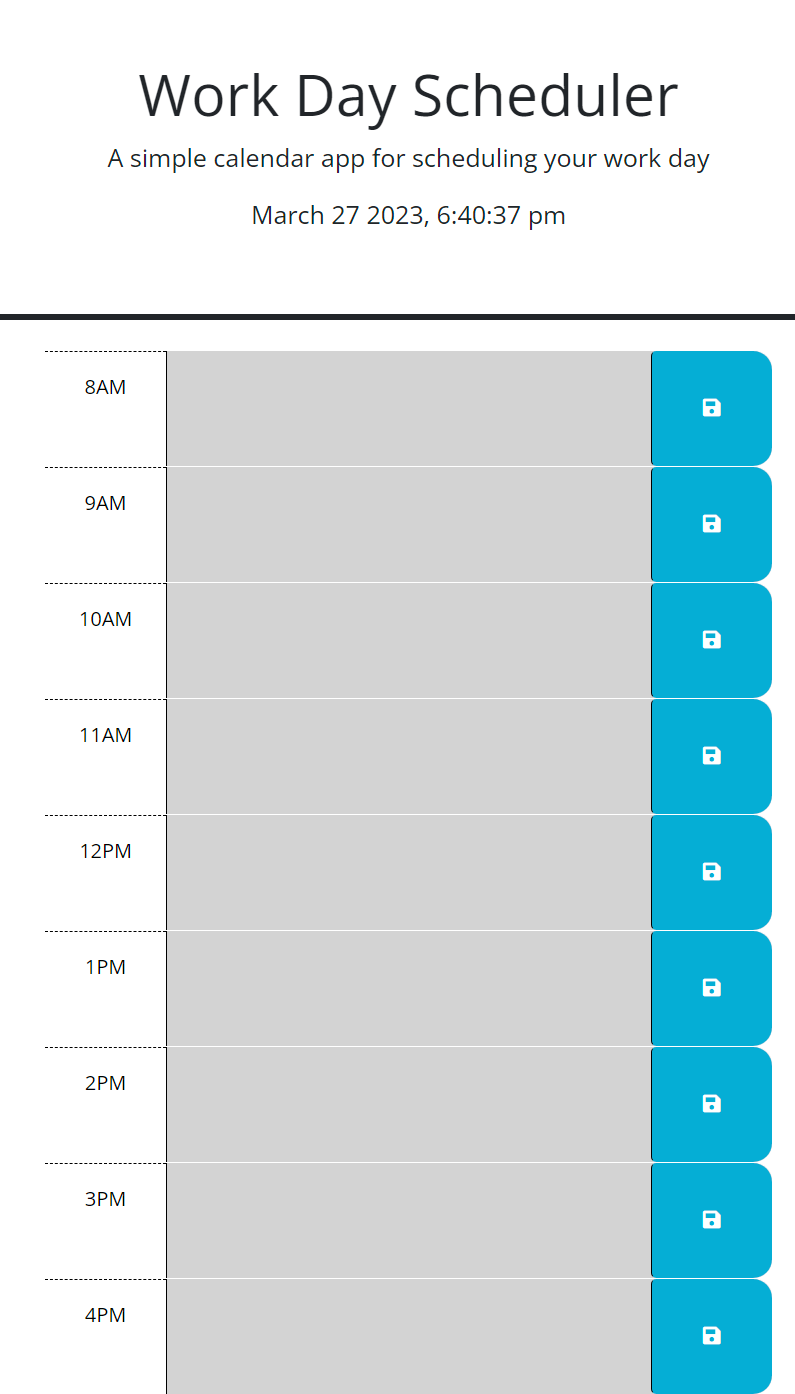 Work Day Scheduler
A simple calendar app for scheduling your work day
March 27 2023, 6:40:37 pm
8AM
9AM
10AM
11AM
12PM
1PM
2PM
3PM
4PM